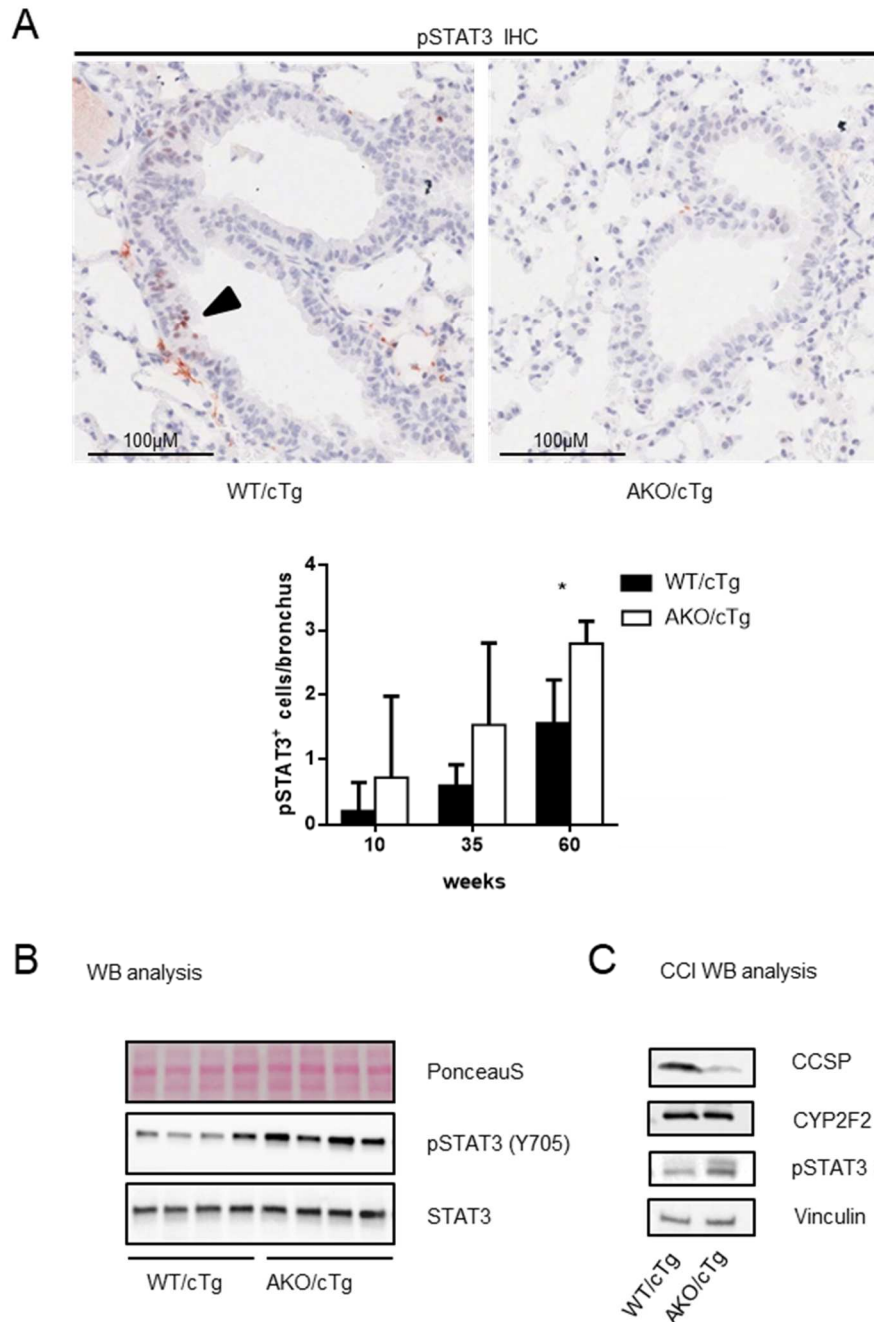 A
pSTAT3 IHC
100µM
100µM
WT/cTg
AKO/cTg
pSTAT3+ cells/bronchus
4
3
2
1
0
*
WT/cTg
AKO/cTg
10
35
60
weeks
B
WB analysis
PonceauS
pSTAT3 (Y705)
STAT3
WT/cTg
AKO/cTg
C
CCI WB analysis
CCSP
CYP2F2
pSTAT3
Vinculin
WT/cTg
AKO/cTg